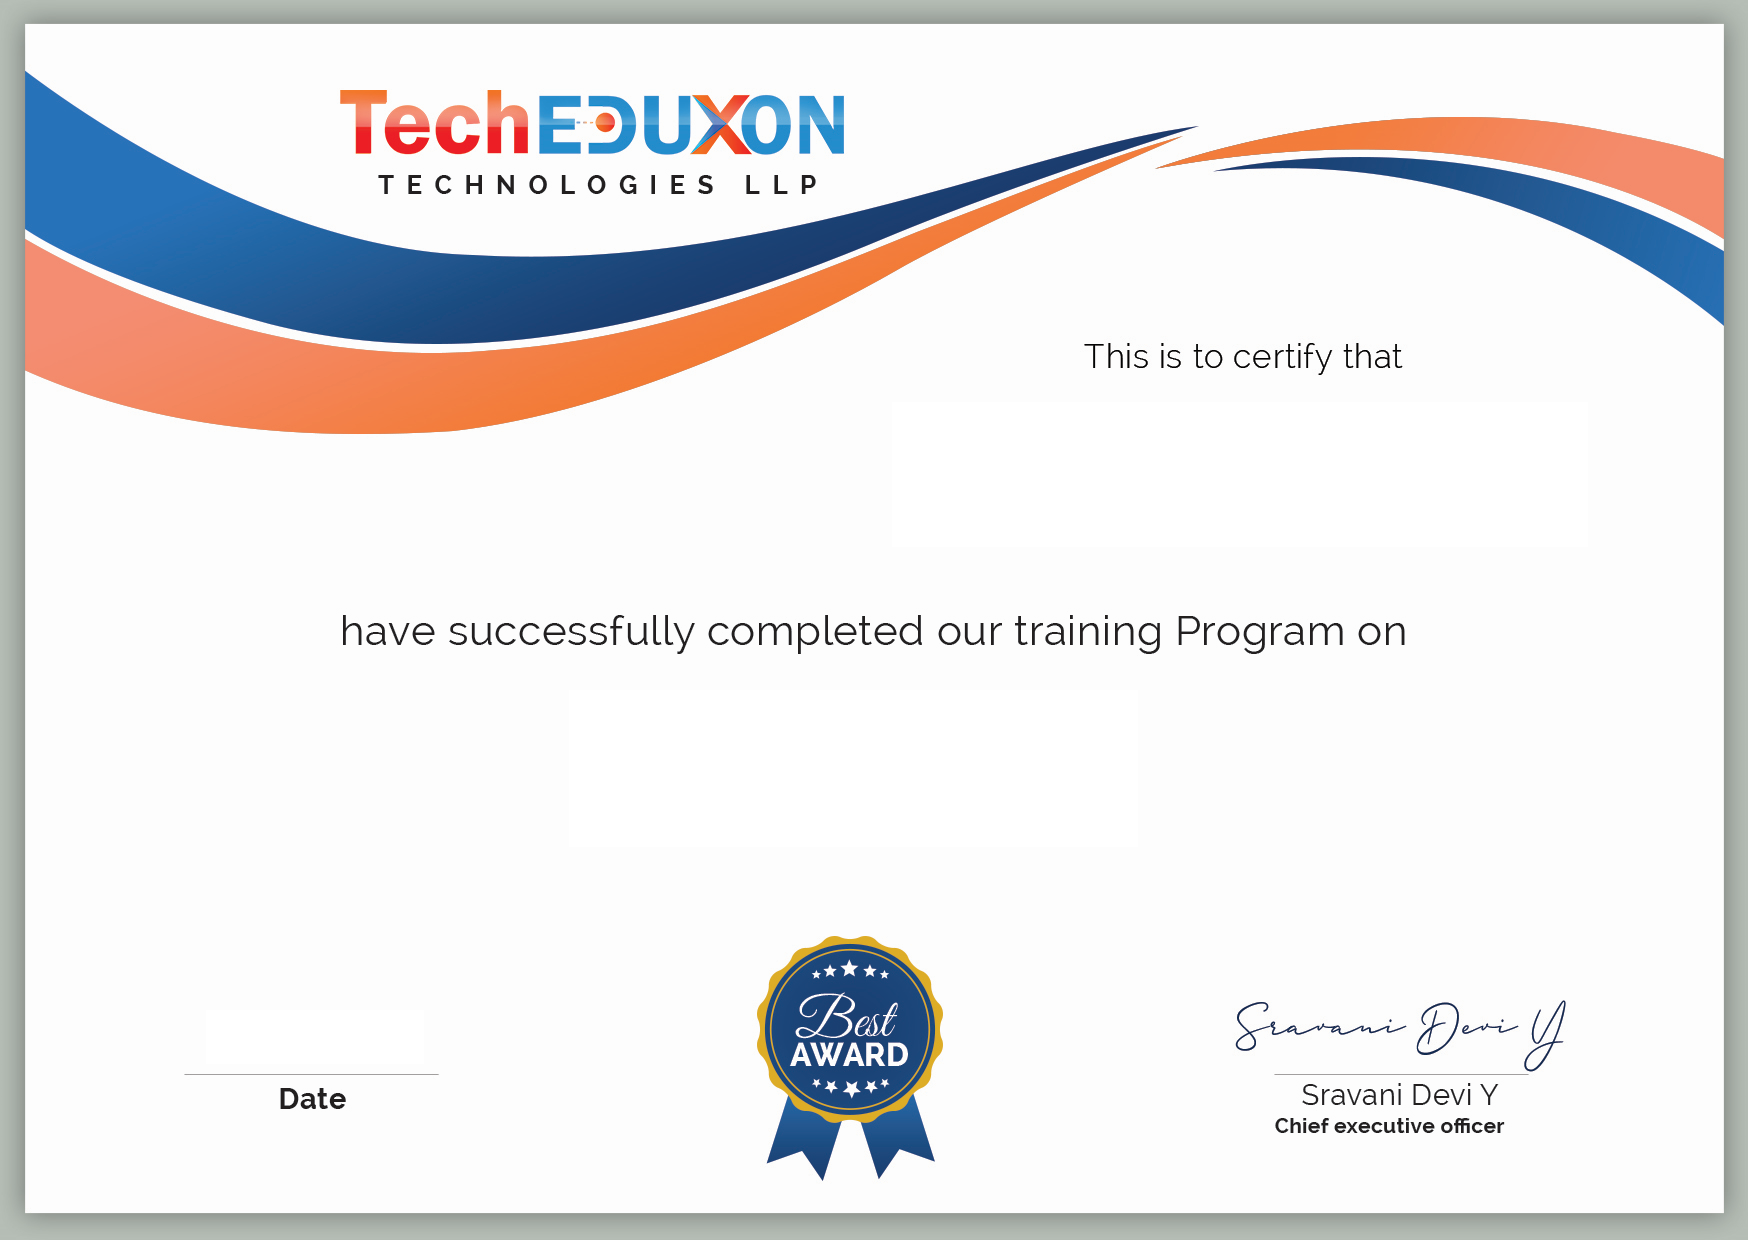 TechEDUXON
TECHNOLOGIES LLP
This is to certify that
have successfully completed our training Program on
Best
AWARD
Sravani Devi Y
Date
Sravani Devi Y
Chief executive officer